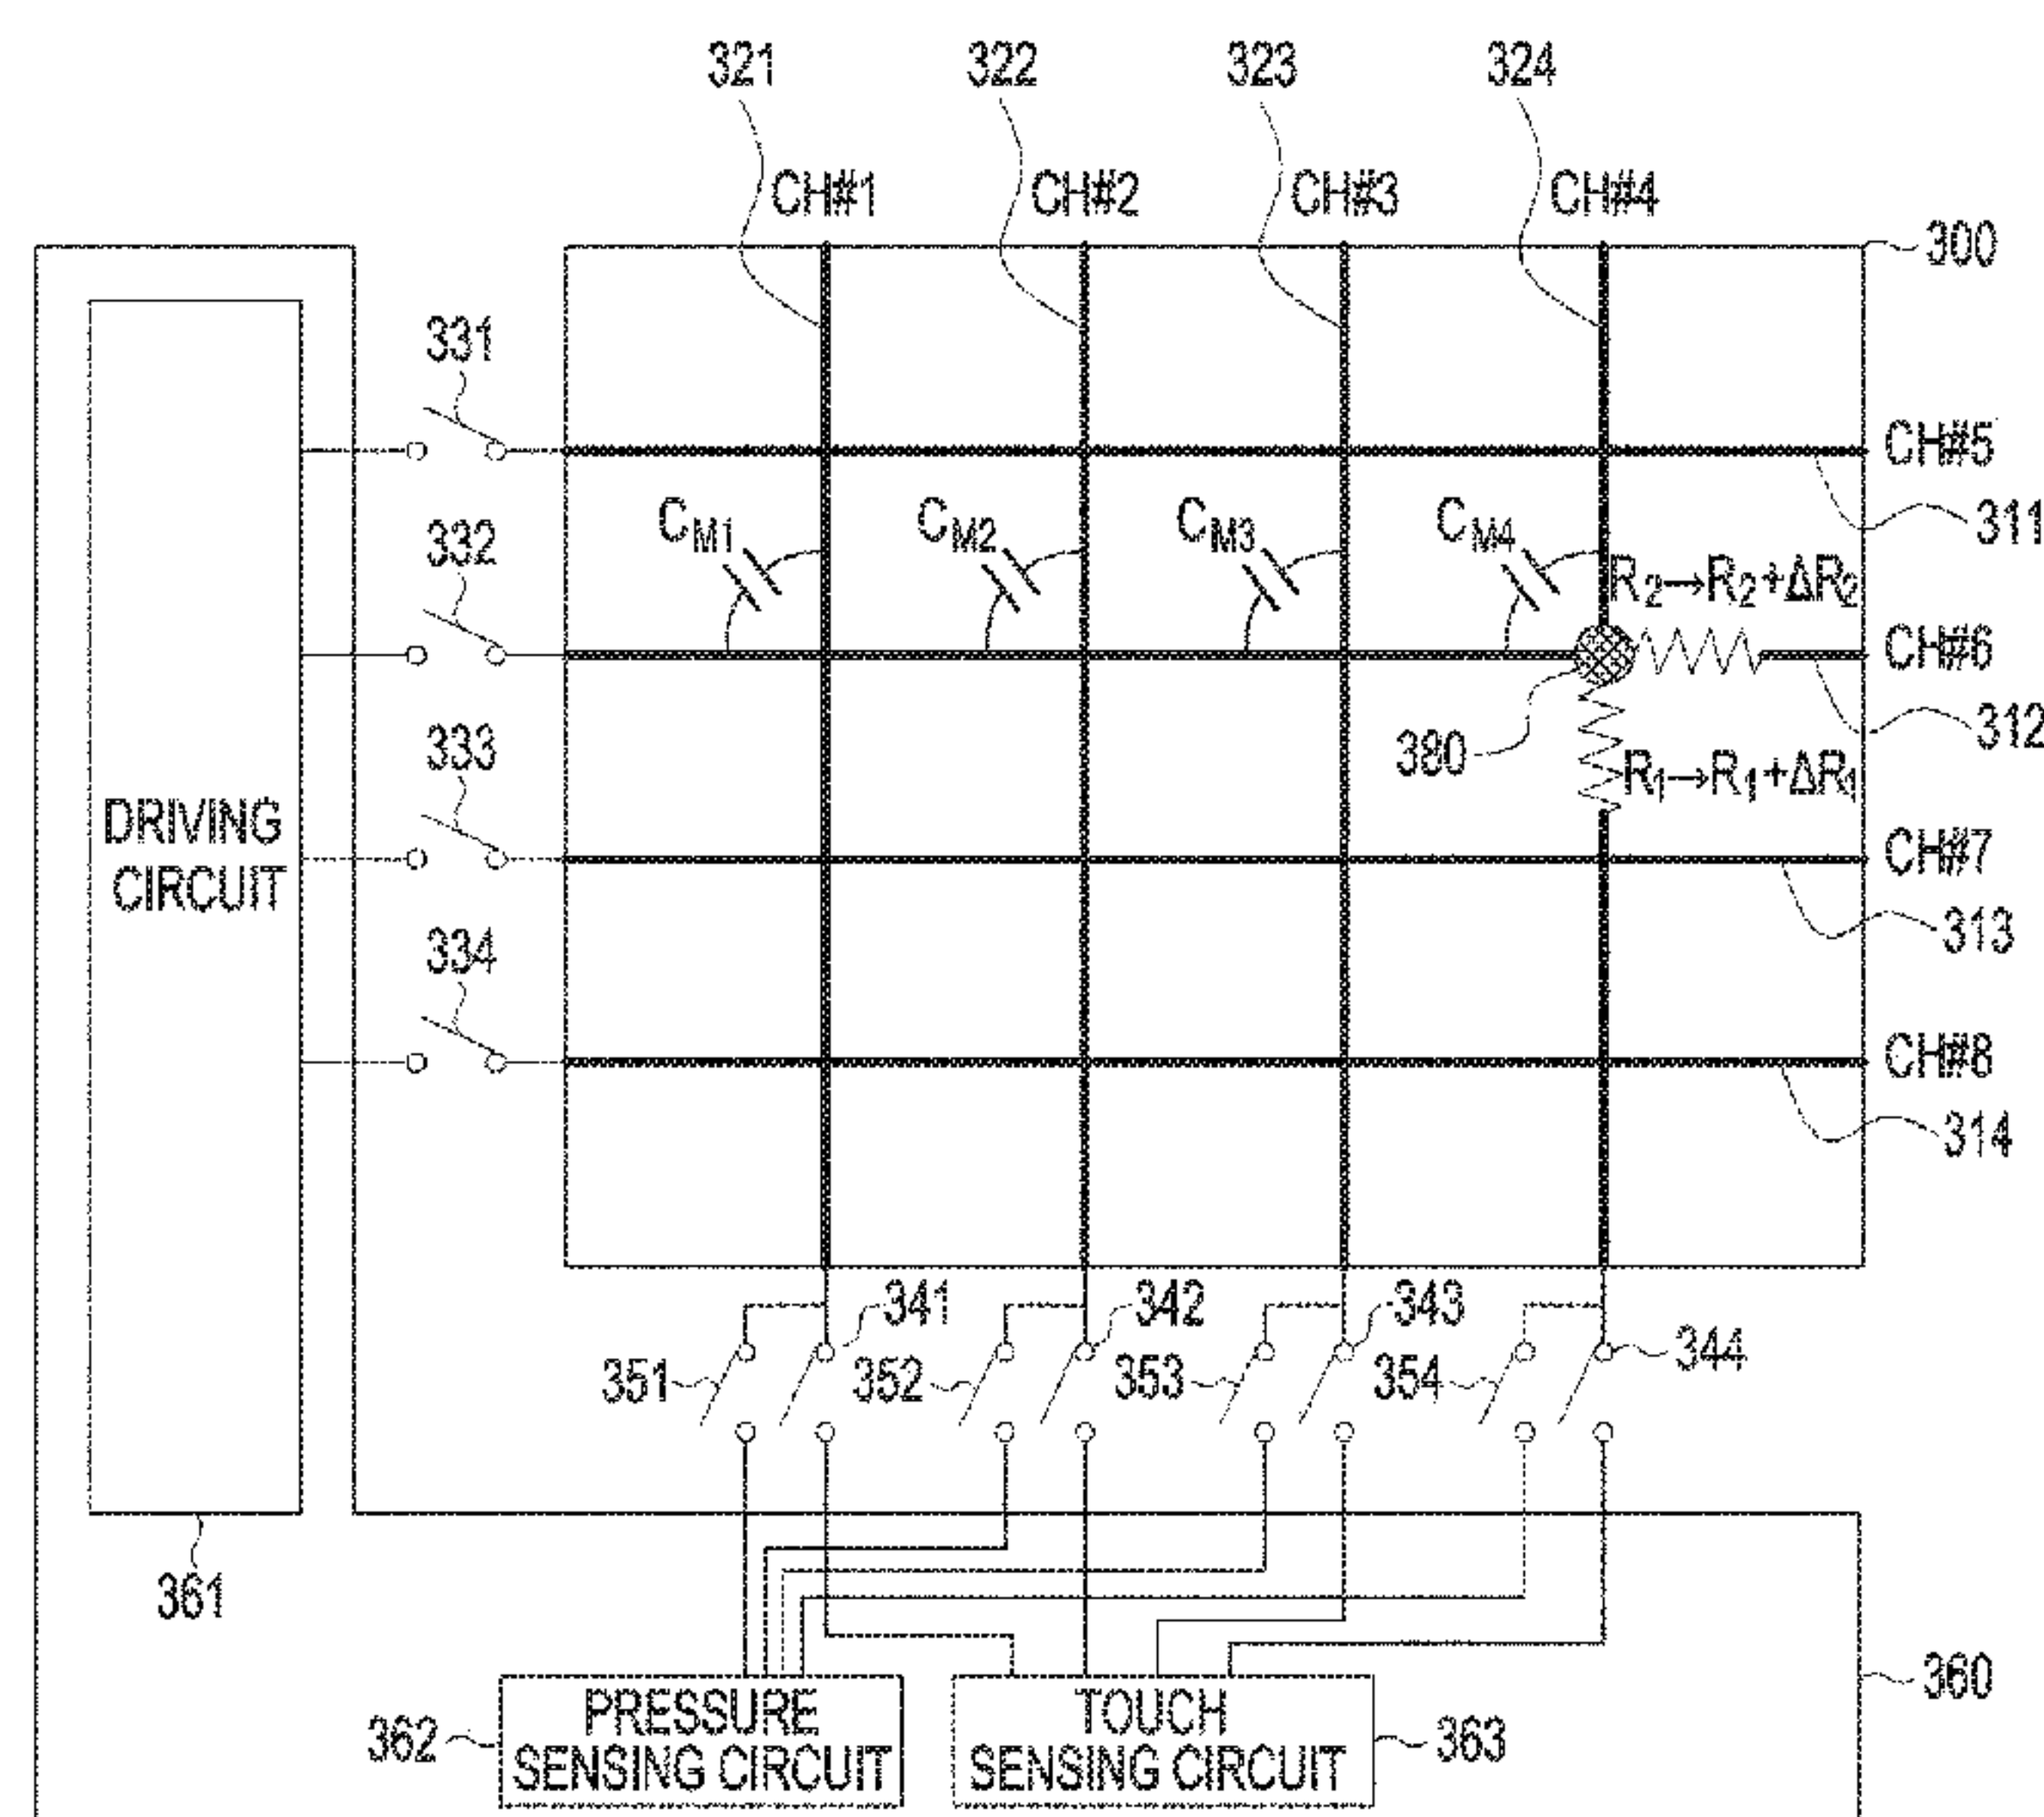 321 322 323 324
CH#1 CH#2 CH#3 CH#4
300
331
CH#5
311
CM1 CM2 CM3 CM4
332
R2→R2+ΔR2
CH#6
312
380
333
R1→R1+ΔR1
DRIVING
CIRCUIT
CH#7
313
334
CH#8
314
341 342 343 344
351 352 353 354
361
360
362
PRESSURE
SENSING CIRCUIT
TOUCH
SENSING CIRCUIT
363